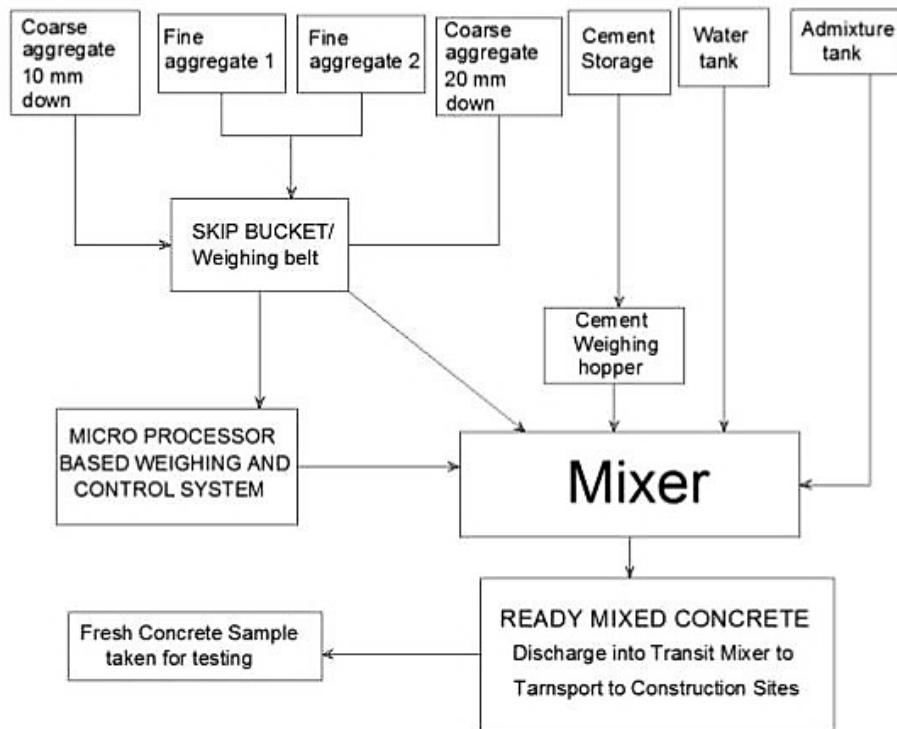 Coarse
aggregate
10 mm
down
Fine
aggregate 1
Fine
aggregate 2
Coarse
aggregate
20 mm
down
Cement
Storage
Water
tank
Admixture
tank
SKIP BUCKET/
Weighing belt
Cement
Weighing
hopper
MICRO PROCESSOR
BASED WEIGHING AND
CONTROL SYSTEM
Mixer
READY MIXED CONCRETE
Discharge into Transit Mixer to
Tarnsport to Construction Sites
Fresh Concrete Sample
taken for testing